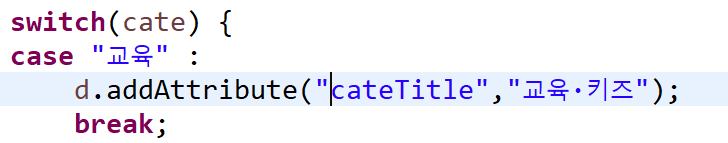 switch(cate) {
case "교육" :
    d.addAttribute("cateTitle","교육·키즈");
    break;